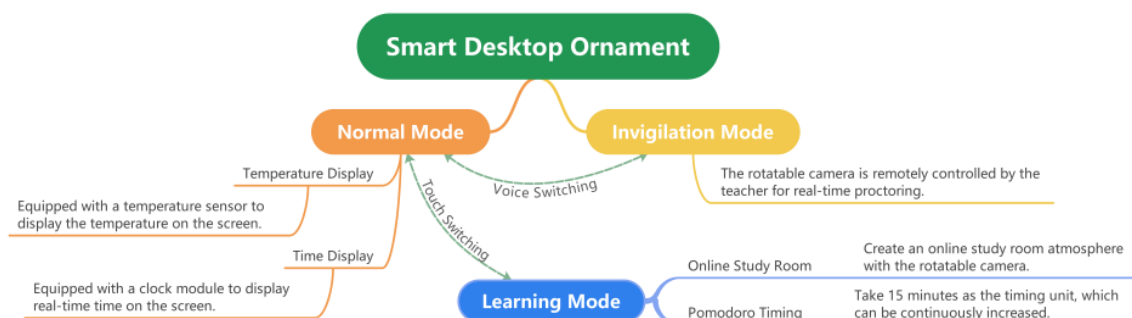 Smart Desktop Ornament
Normal Mode
Invigilation Mode
Temperature Display
Equipped with a temperature sensor to
display the temperature on the screen.
Time Display
Equipped with a clock module to display
real-time time on the screen.
Voice Switching
Touch Switching
The rotatable camera is remotely controlled by the
teacher for real-time proctoring.
Learning Mode
Online Study Room
Create an online study room atmosphere
with the rotatable camera.
Pomodoro Timing
Take 15 minutes as the timing unit, which
can be continuously increased.